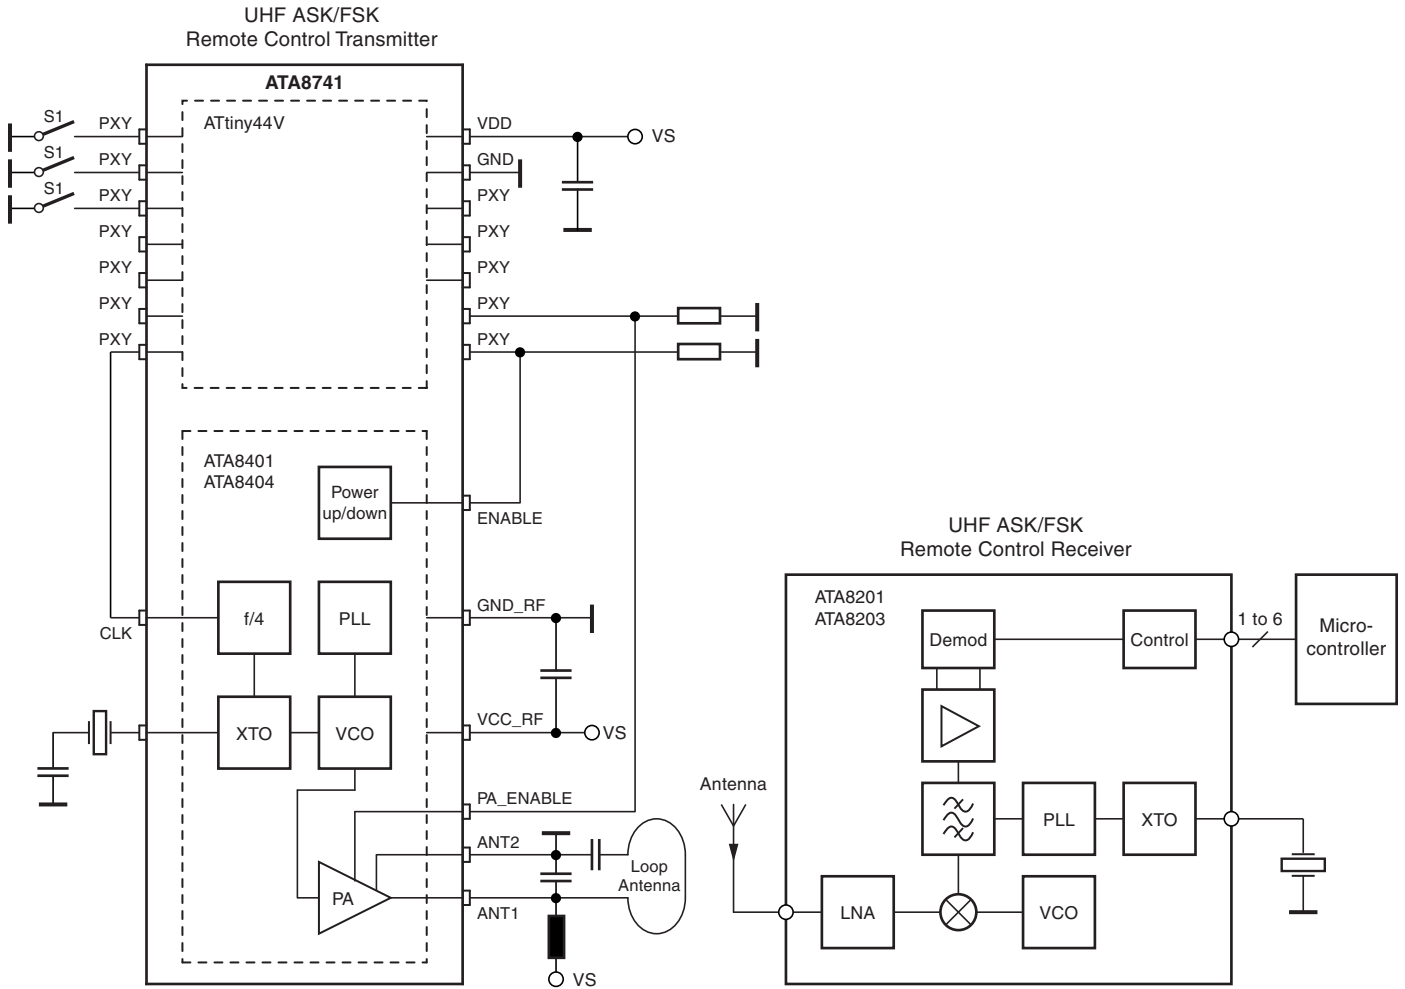 UHF ASK/FSK
Remote Control Transmitter
ATA8741
ATtiny44V
S1
PXY
S1
PXY
S1
PXY
PXY
PXY
PXY
PXY
VDD
VS
GND
PXY
PXY
PXY
PXY
PXY
ATA8401
ATA8404
Power
up/down
ENABLE
f/4
PLL
CLK
GND_RF
XTO
VCO
VCC_RF
VS
PA_ENABLE
ANT2
PA
ANT1
Loop
Antenna
VS
UHF ASK/FSK
Remote Control Receiver
ATA8201
ATA8203
Demod
Control
1 to 6
Micro-
controller
Antenna
PLL
XTO
LNA
VCO